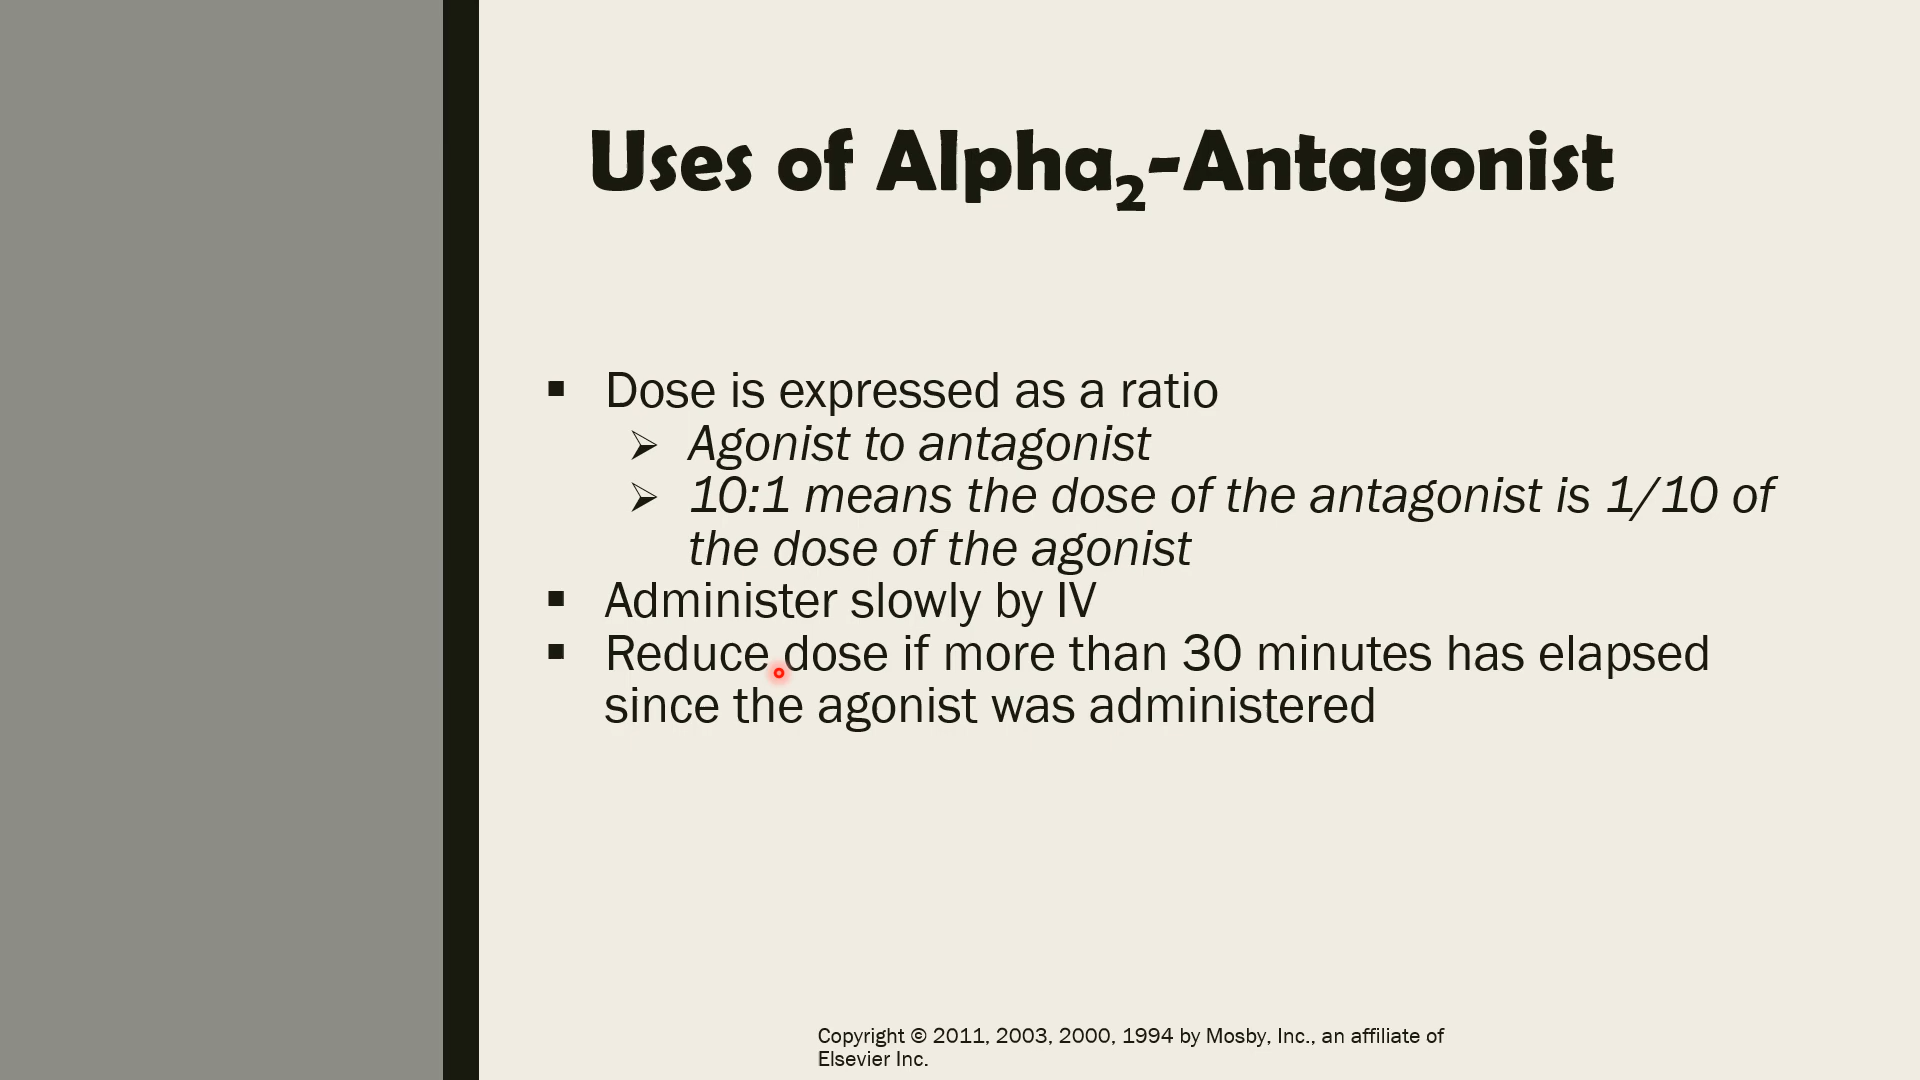 Uses of Alpha₂-Antagonist
▪ Dose is expressed as a ratio
➢ Agonist to antagonist
➢ 10:1 means the dose of the antagonist is 1/10 of
the dose of the agonist
▪ Administer slowly by IV
▪ Reduce dose if more than 30 minutes has elapsed
since the agonist was administered
Copyright © 2011, 2003, 2000, 1994 by Mosby, Inc., an affiliate of
Elsevier Inc.